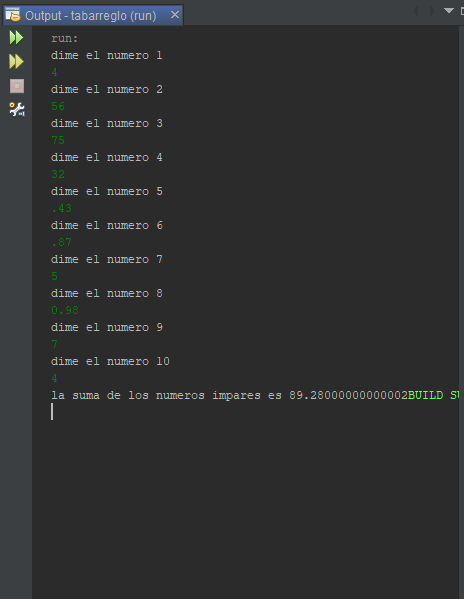 Output - tabarreglo (run)
run:
dime el numero 1
4
dime el numero 2
56
dime el numero 3
75
dime el numero 4
32
dime el numero 5
.43
dime el numero 6
.87
dime el numero 7
5
dime el numero 8
0.98
dime el numero 9
7
dime el numero 10
4
la suma de los numeros impares es 89.28000000000002BUILD SU